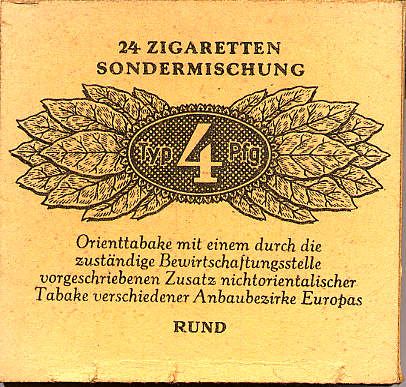 24 ZIGARETTEN
SONDERMISCHUNG
Typ 4 Pfg
Orienttabake mit einem durch die
zuständige Bewirtschaftungsstelle
vorgeschriebenen Zusatz nichtorientalischer
Tabake verschiedener Anbaubezirke Europas
RUND